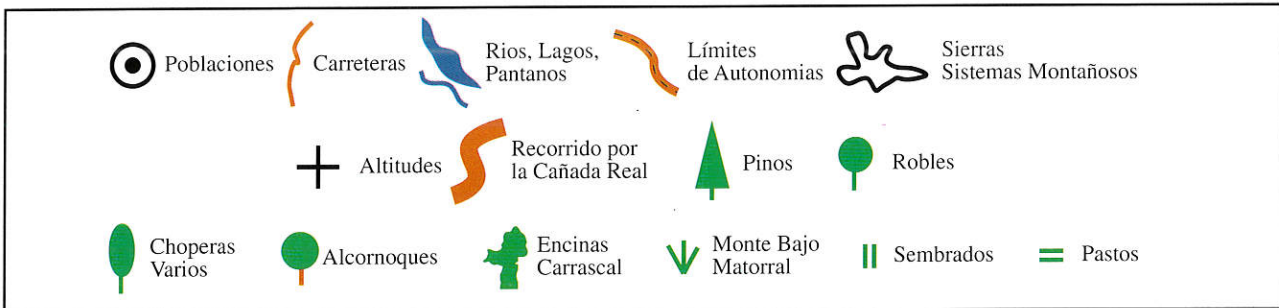 Poblaciones
Carreteras
Rios, Lagos,
Pantanos
Límites
de Autonomias
Sierras
Sistemas Montañosos
Altitudes
Recorrido por
la Cañada Real
Pinos
Robles
Choperas
Varios
Alcornoques
Encinas
Carrascal
Monte Bajo
Matorral
Sembrados
Pastos